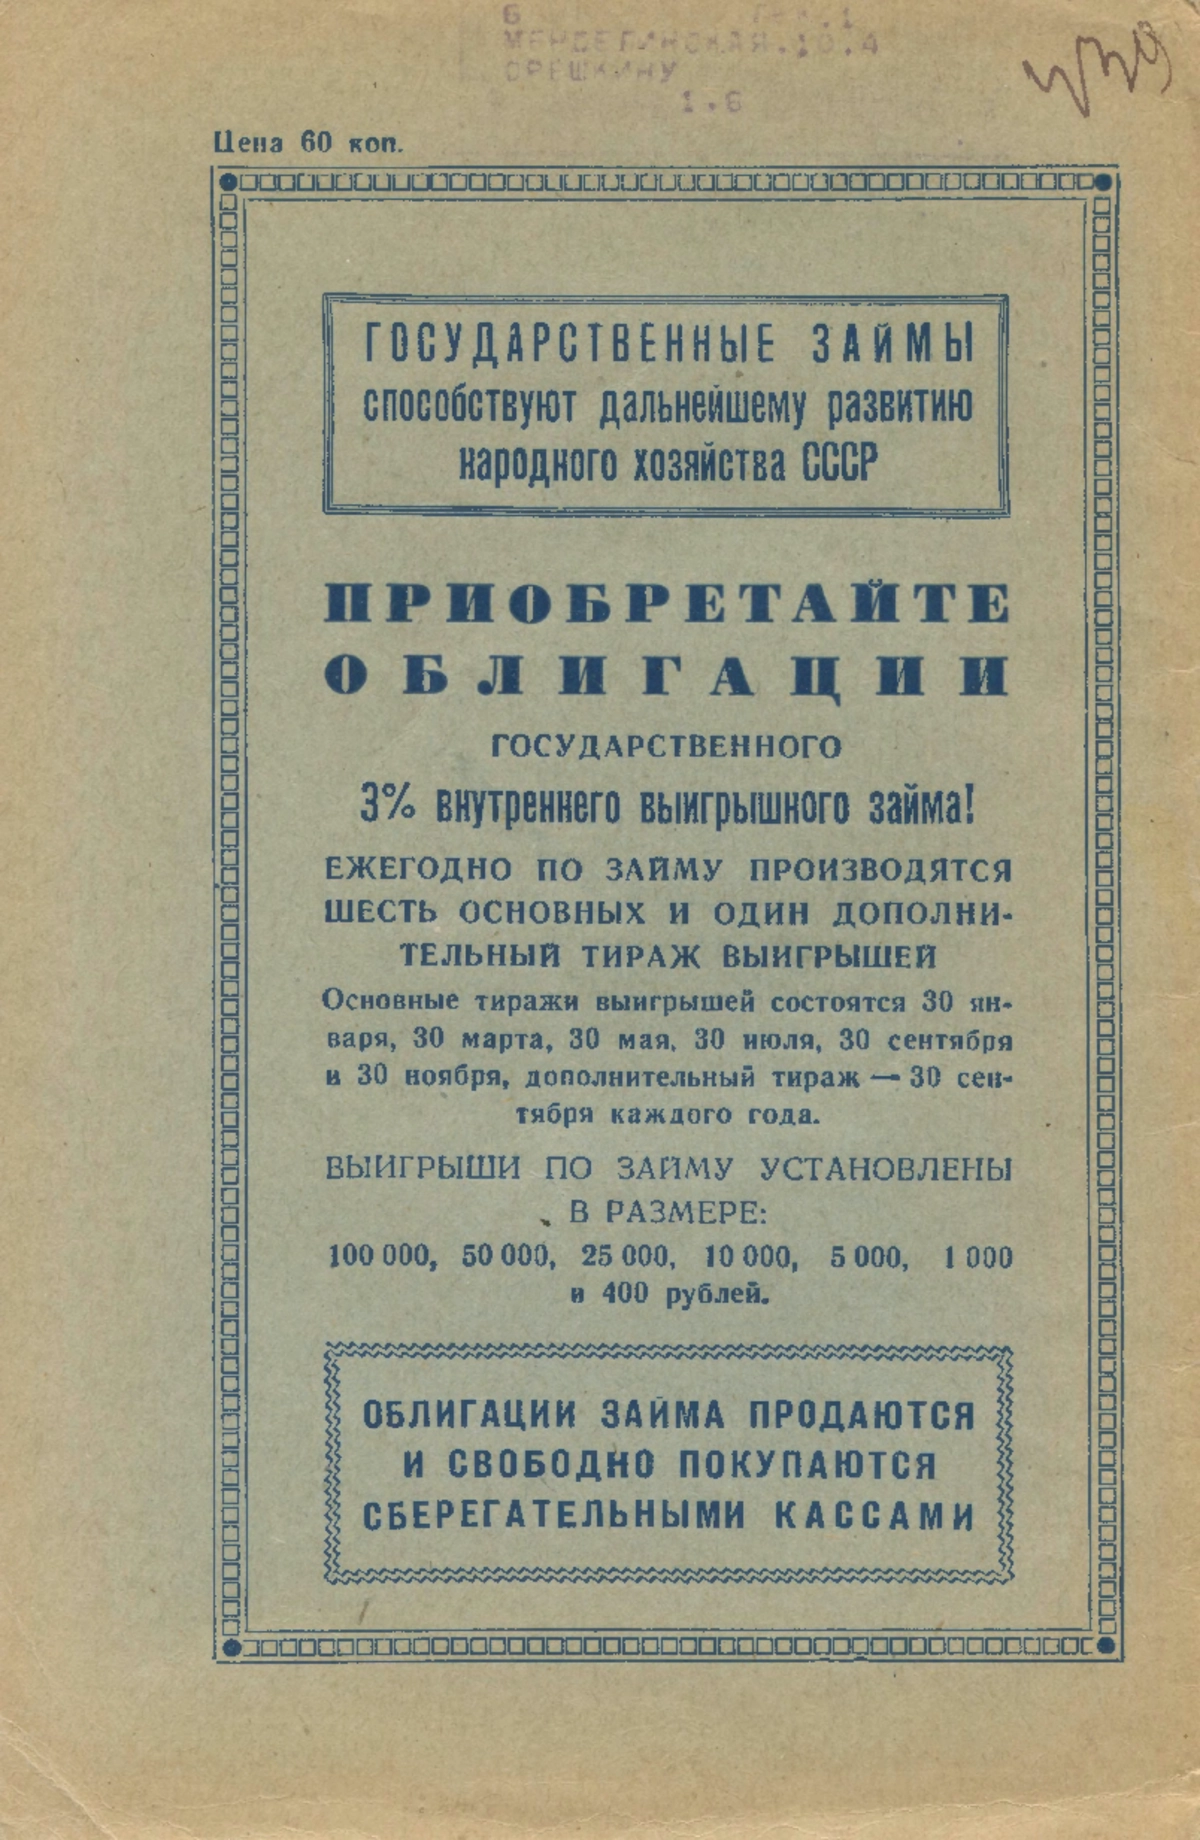 1.6
Цена 60 коп.
ГОСУДАРСТВЕННЫЕ ЗАЙМЫ
способствуют дальнейшему развитию
народного хозяйства СССР
ПРИОБРЕТАЙТЕ
ОБЛИГАЦИИ
ГОСУДАРСТВЕННОГО
3% внутреннего выигрышного займа!
ЕЖЕГОДНО ПО ЗАЙМУ ПРОИЗВОДЯТСЯ
ШЕСТЬ ОСНОВНЫХ И ОДИН ДОПОЛНИ-
ТЕЛЬНЫЙ ТИРАЖ ВЫИГРЫШЕЙ
Основные тиражи выигрышей состоятся 30 ян-
варя, 30 марта, 30 мая, 30 июля, 30 сентября
и 30 ноября, дополнительный тираж — 30 сен-
тября каждого года.
ВЫИГРЫШИ ПО ЗАЙМУ УСТАНОВЛЕНЫ
В РАЗМЕРЕ:
100 000, 50 000, 25 000, 10 000, 5 000, 1 000
и 400 рублей.
ОБЛИГАЦИИ ЗАЙМА ПРОДАЮТСЯ
И СВОБОДНО ПОКУПАЮТСЯ
СБЕРЕГАТЕЛЬНЫМИ КАССАМИ